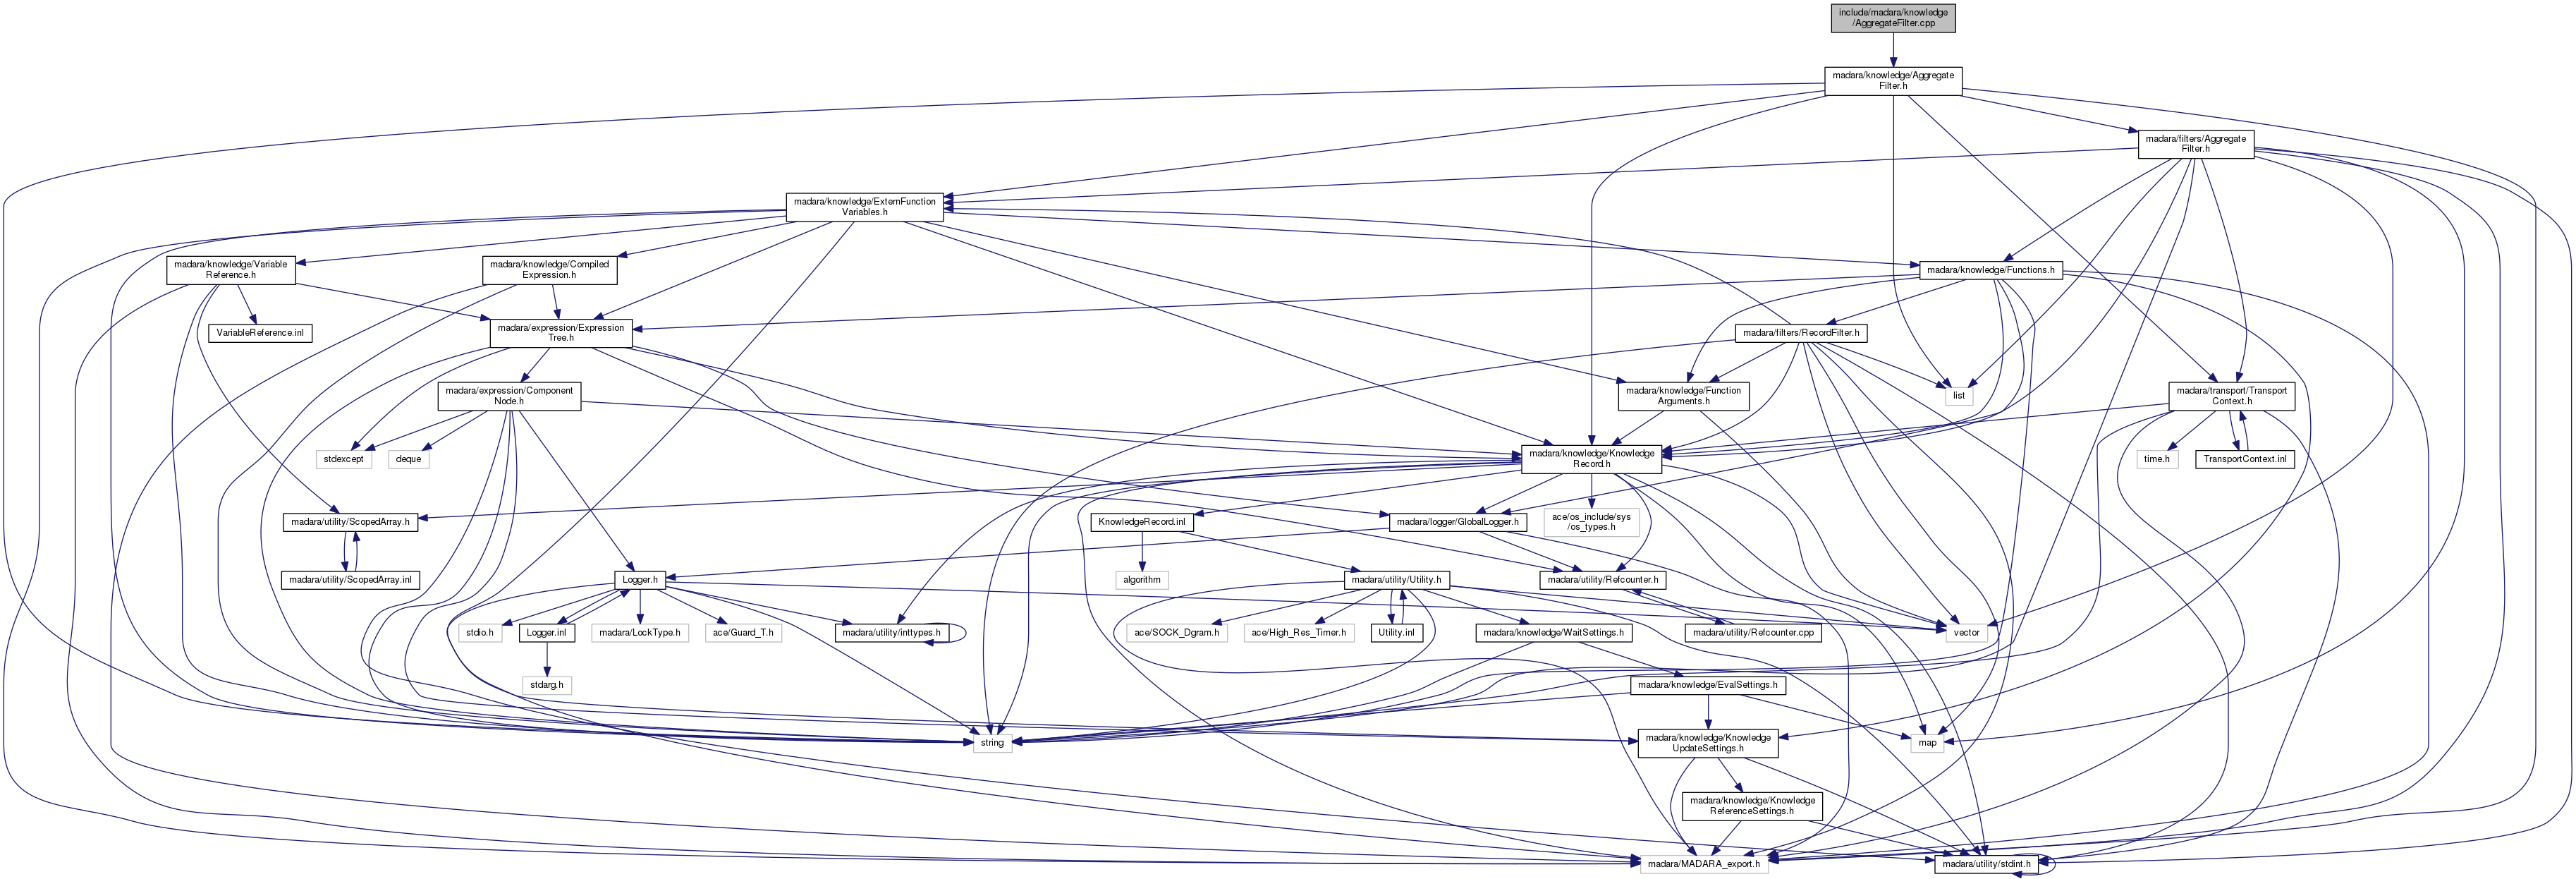 include/madara/knowledge
/AggregateFilter.cpp
madara/knowledge/Aggregate
Filter.h
madara/filters/Aggregate
Filter.h
madara/knowledge/ExternFunction
Variables.h
madara/knowledge/Variable
Reference.h
madara/knowledge/Compiled
Expression.h
madara/knowledge/Functions.h
VariableReference.inl
madara/expression/Expression
Tree.h
madara/filters/RecordFilter.h
madara/expression/Component
Node.h
madara/knowledge/Function
Arguments.h
list
madara/transport/Transport
Context.h
stdexcept
deque
madara/knowledge/Knowledge
Record.h
time.h
TransportContext.inl
madara/utility/ScopedArray.h
KnowledgeRecord.inl
madara/logger/GlobalLogger.h
ace/os_include/sys
/os_types.h
madara/utility/ScopedArray.inl
Logger.h
algorithm
madara/utility/Utility.h
madara/utility/Refcounter.h
stdio.h
Logger.inl
madara/LockType.h
ace/Guard_T.h
madara/utility/inttypes.h
ace/SOCK_Dgram.h
ace/High_Res_Timer.h
Utility.inl
madara/knowledge/WaitSettings.h
madara/utility/Refcounter.cpp
vector
stdarg.h
madara/knowledge/EvalSettings.h
string
madara/knowledge/Knowledge
UpdateSettings.h
map
madara/knowledge/Knowledge
ReferenceSettings.h
madara/MADARA_export.h
madara/utility/stdint.h